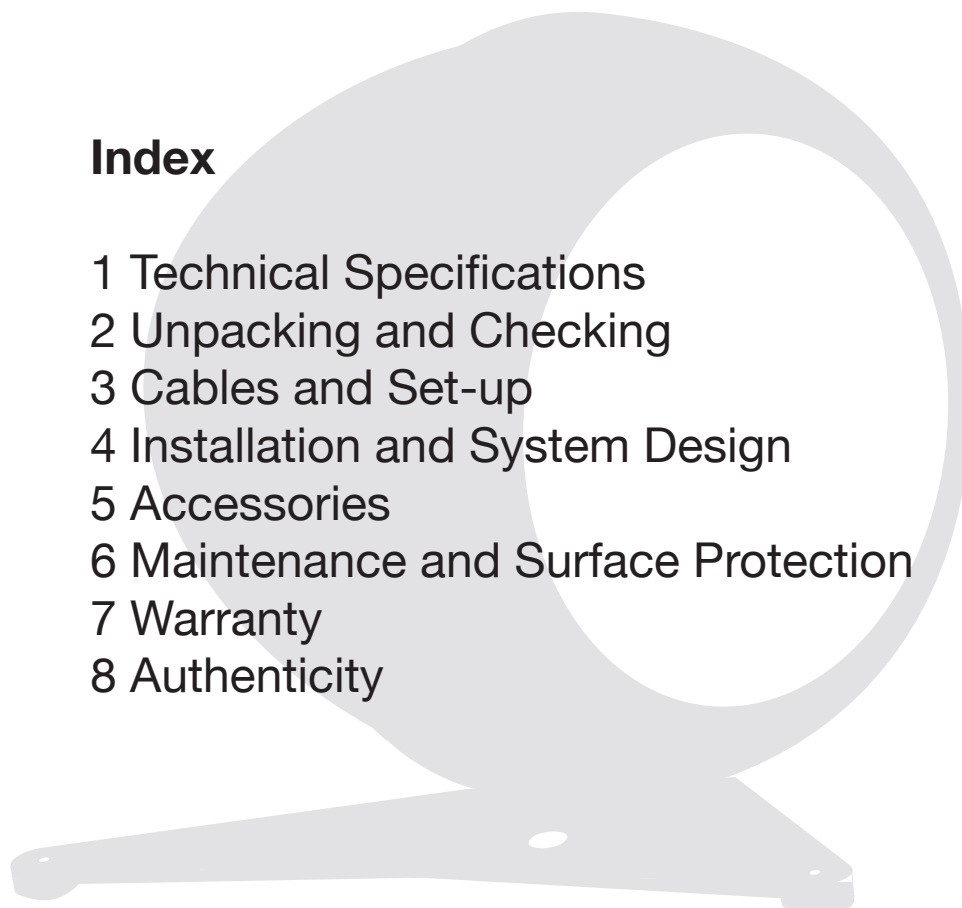 Index
1 Technical Specifications
2 Unpacking and Checking
3 Cables and Set-up
4 Installation and System Design
5 Accessories
6 Maintenance and Surface Protection
7 Warranty
8 Authenticity